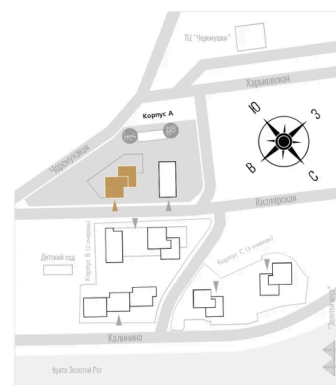 ТЦ "Черемушки"
Харьковская
Корпус А
Ю
З
В
С
Черемуховая
Кизлярская
Детский сад
Корпус В (2 очередь)
Корпус С (3 очередь)
Калинина
бухта Золотой Рог